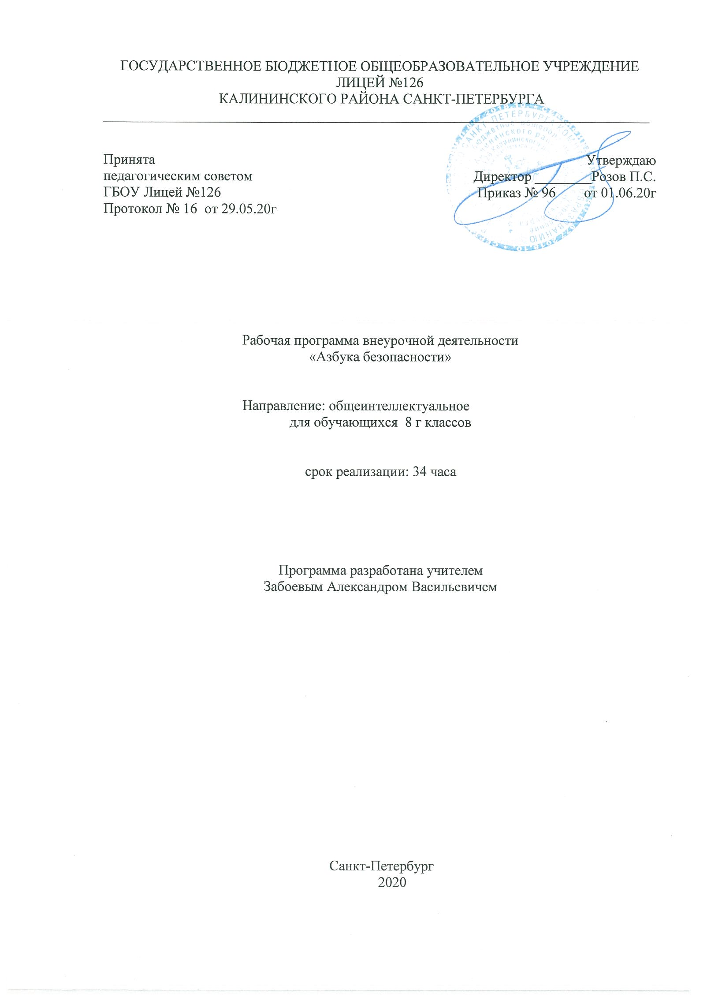 ГОСУДАРСТВЕННОЕ БЮДЖЕТНОЕ ОБЩЕОБРАЗОВАТЕЛЬНОЕ УЧРЕЖДЕНИЕ
ЛИЦЕЙ №126
КАЛИНИНСКОГО РАЙОНА САНКТ-ПЕТЕРБУРГА
Принята
педагогическим советом
ГБОУ Лицей №126
Протокол № 16 от 29.05.20г
Утверждаю
Директор ________Розов П.С.
Приказ № 96 от 01.06.20г
Рабочая программа внеурочной деятельности
«Азбука безопасности»
Направление: общеинтеллектуальное
для обучающихся 8 г классов
срок реализации: 34 часа
Программа разработана учителем
Забоевым Александром Васильевичем
Санкт-Петербург
2020